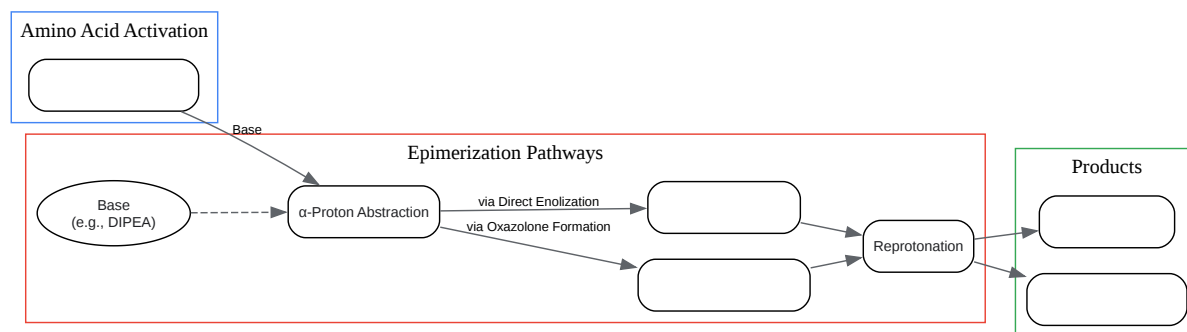 Amino Acid Activation
Base
Epimerization Pathways
Products
Base
(e.g., DIPEA)
α-Proton Abstraction
via Direct Enolization
via Oxazolone Formation
Reprotonation